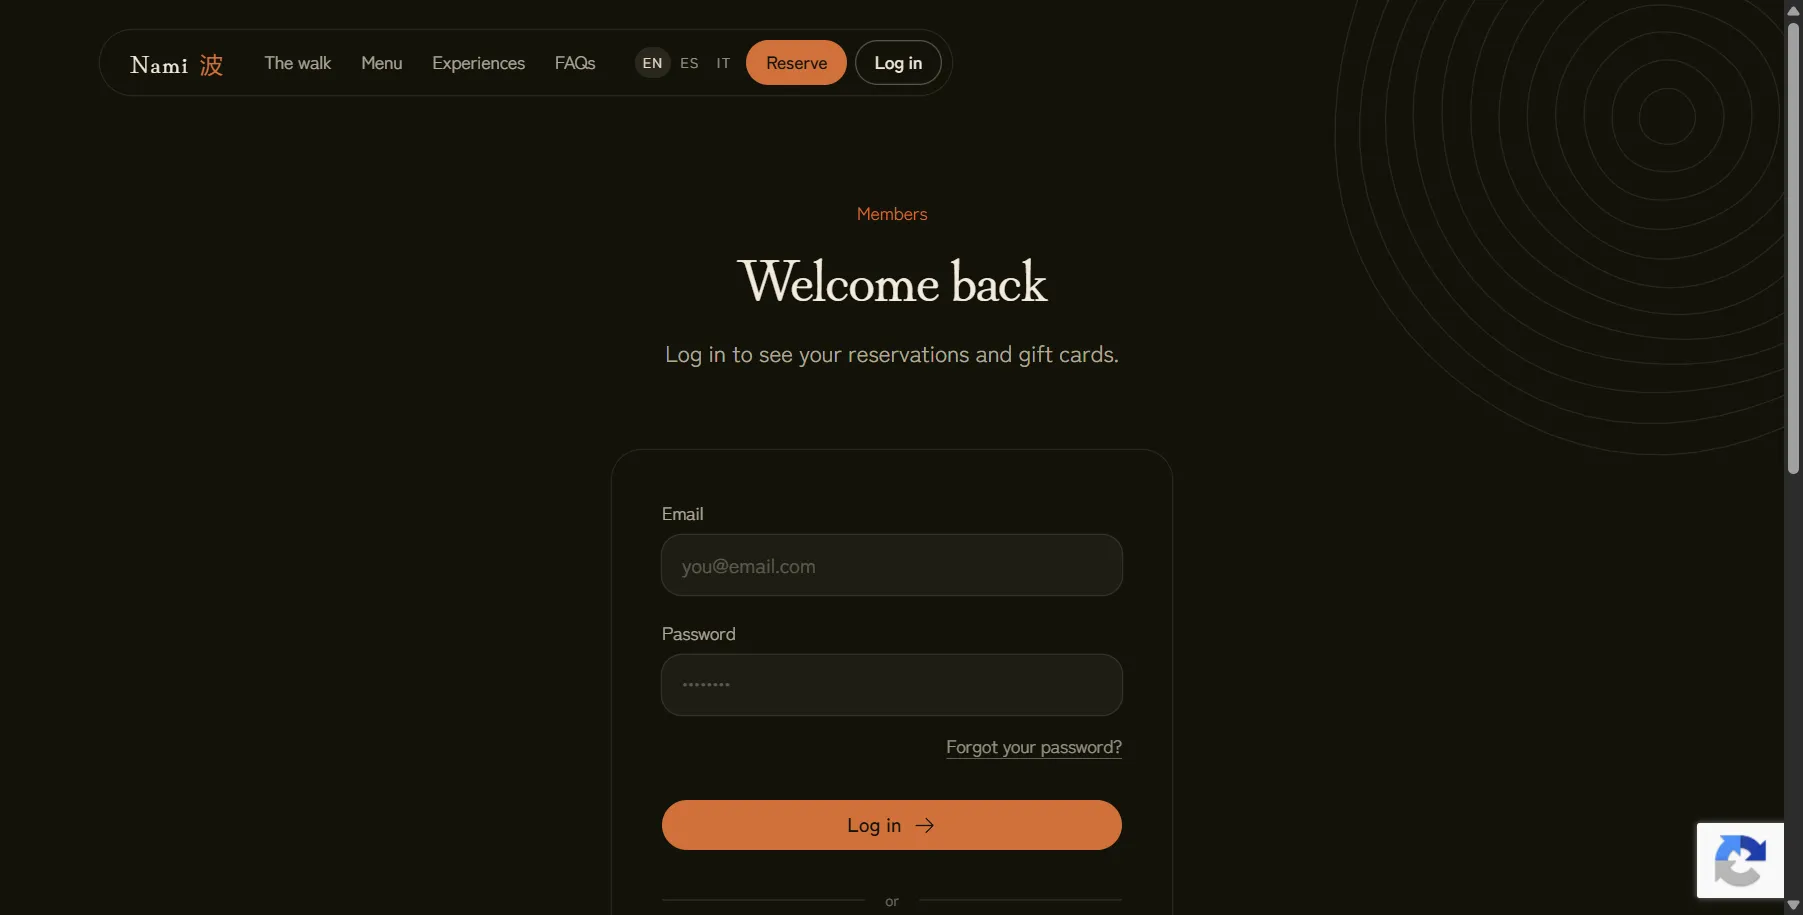 Nami 波 The walk Menu Experiences FAQs EN ES IT Reserve Log in
Members
Welcome back
Log in to see your reservations and gift cards.
Email
you@email.com
Password
••••••••
Forgot your password?
Log in →
or